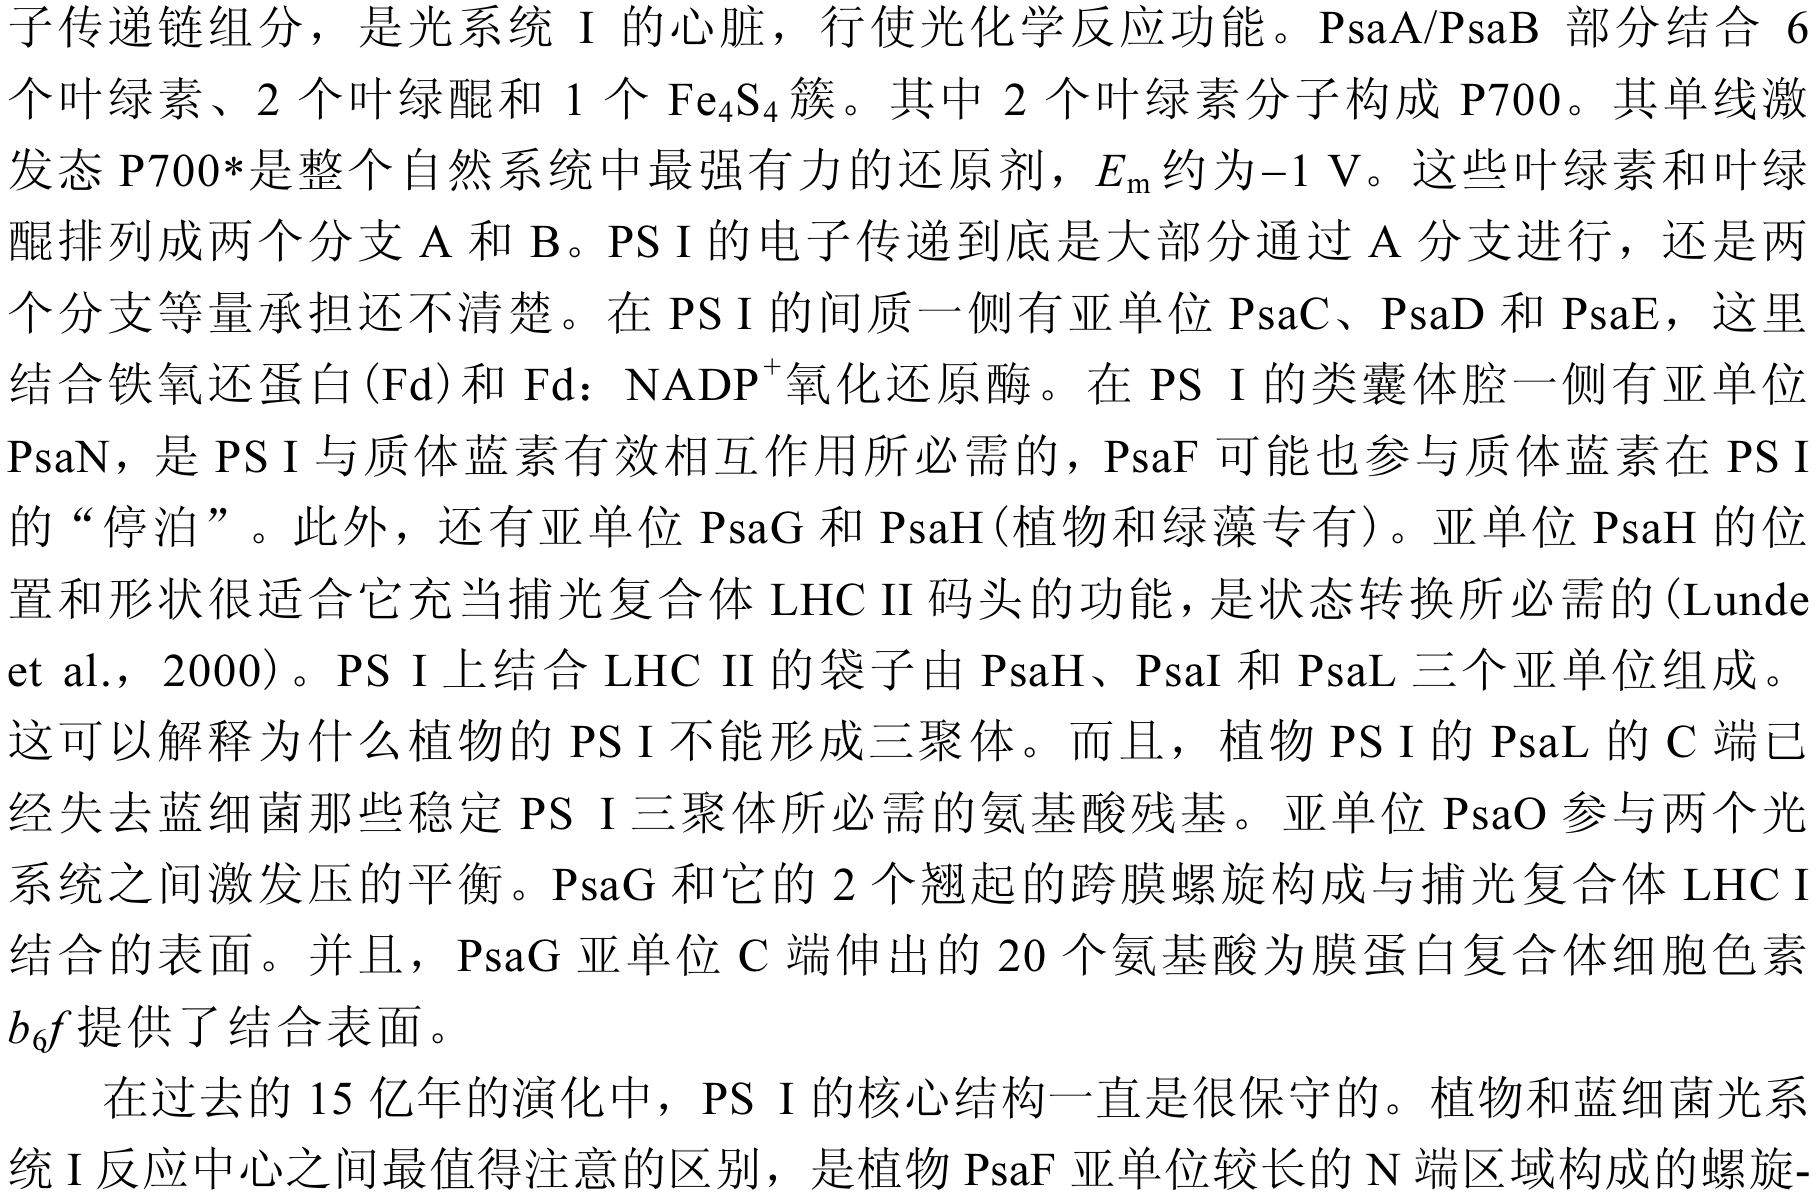 子传递链组分，是光系统 I 的心脏，行使光化学反应功能。PsaA/PsaB 部分结合 6
个叶绿素、2 个叶绿醌和 1 个 Fe₄S₄簇。其中 2 个叶绿素分子构成 P700。其单线激
发态 P700*是整个自然系统中最强有力的还原剂，Eₘ约为–1 V。这些叶绿素和叶绿
醌排列成两个分支 A 和 B。PS I 的电子传递到底是大部分通过 A 分支进行，还是两
个分支等量承担还不清楚。在 PS I 的间质一侧有亚单位 PsaC、PsaD 和 PsaE，这里
结合铁氧还蛋白(Fd)和 Fd：NADP⁺氧化还原酶。在 PS I 的类囊体腔一侧有亚单位
PsaN，是 PS I 与质体蓝素有效相互作用所必需的，PsaF 可能也参与质体蓝素在 PS I
的“停泊”。此外，还有亚单位 PsaG 和 PsaH(植物和绿藻专有)。亚单位 PsaH 的位
置和形状很适合它充当捕光复合体 LHC II 码头的功能，是状态转换所必需的(Lunde
et al.，2000)。PS I 上结合 LHC II 的袋子由 PsaH、PsaI 和 PsaL 三个亚单位组成。
这可以解释为什么植物的 PS I 不能形成三聚体。而且，植物 PS I 的 PsaL 的 C 端已
经失去蓝细菌那些稳定 PS I 三聚体所必需的氨基酸残基。亚单位 PsaO 参与两个光
系统之间激发压的平衡。PsaG 和它的 2 个翘起的跨膜螺旋构成与捕光复合体 LHC I
结合的表面。并且，PsaG 亚单位 C 端伸出的 20 个氨基酸为膜蛋白复合体细胞色素
b₆f 提供了结合表面。
在过去的 15 亿年的演化中，PS I 的核心结构一直是很保守的。植物和蓝细菌光系
统 I 反应中心之间最值得注意的区别，是植物 PsaF 亚单位较长的 N 端区域构成的螺旋-